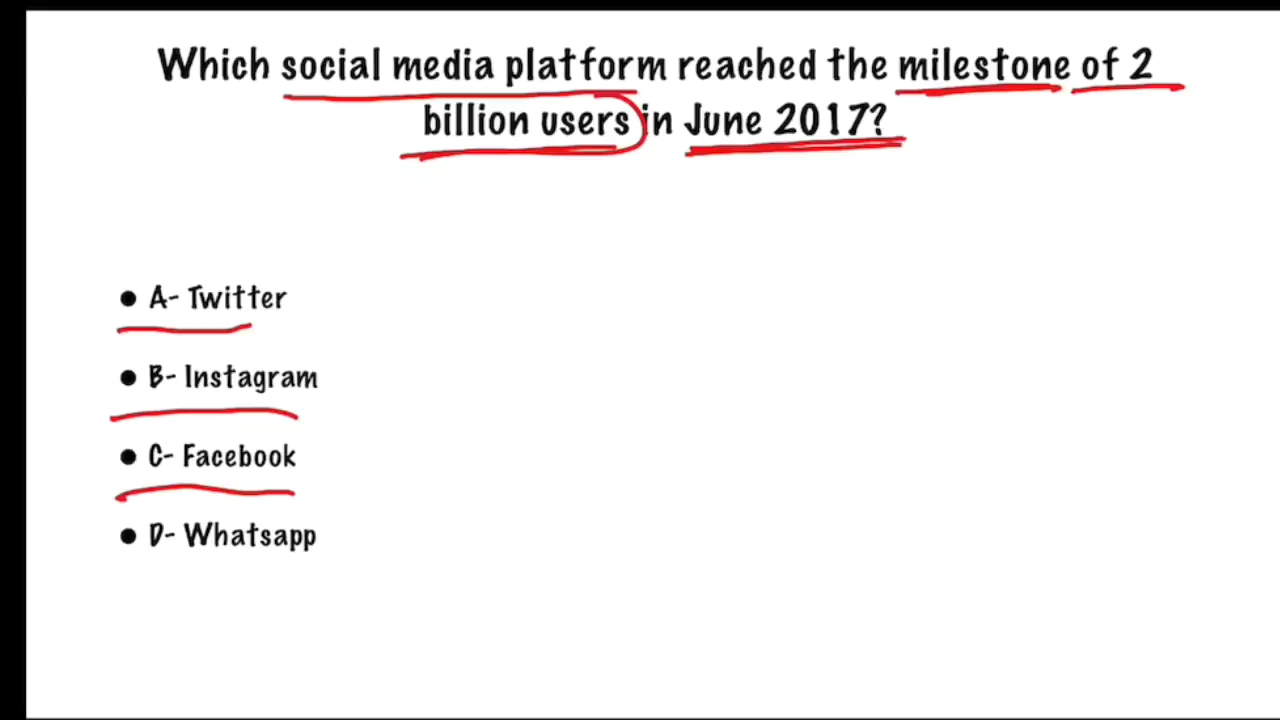 Which social media platform reached the milestone of 2
billion users in June 2017?
● A- Twitter
● B- Instagram
● C- Facebook
● D- Whatsapp